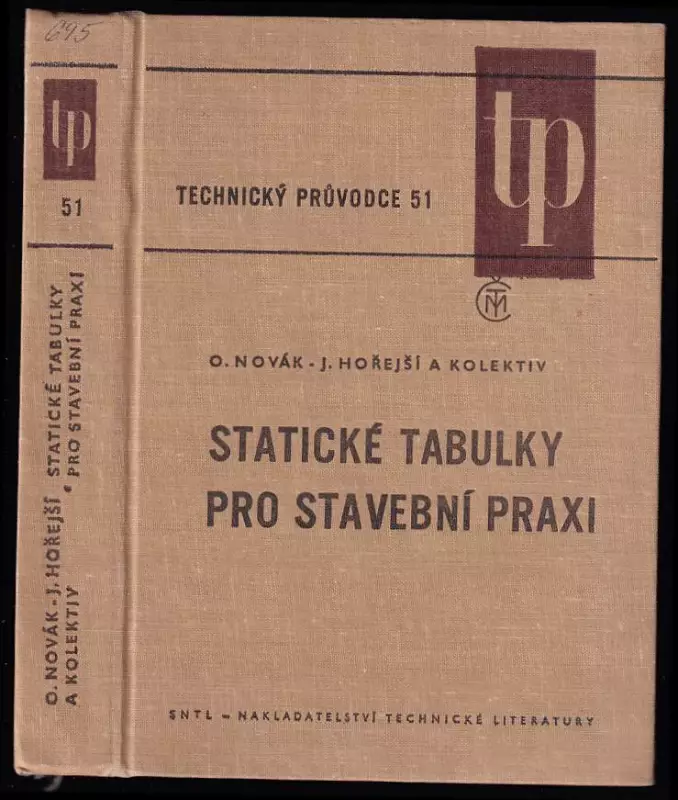 695
tp
51
O. NOVÁK - J. HOŘEJŠÍ
A KOLEKTIV
STATICKÉ TABULKY
PRO STAVEBNÍ PRAXI
tp
TECHNICKÝ PRŮVODCE 51
ČTM
O. NOVÁK - J. HOŘEJŠÍ A KOLEKTIV
STATICKÉ TABULKY
PRO STAVEBNÍ PRAXI
SNTL – NAKLADATELSTVÍ TECHNICKÉ LITERATURY